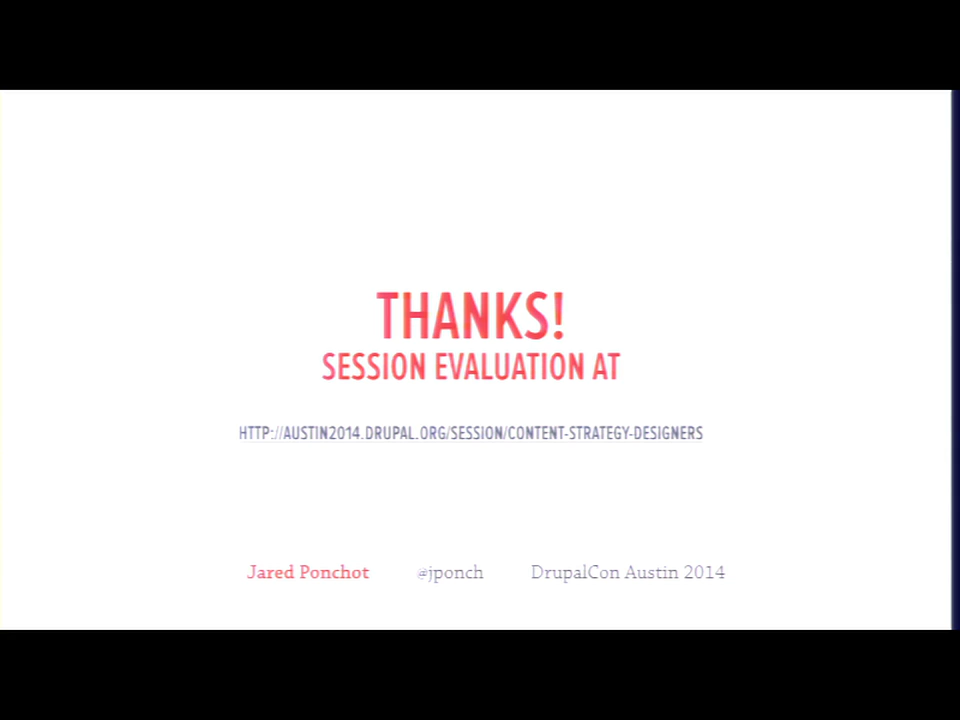 THANKS!
SESSION EVALUATION AT
HTTP://AUSTIN2014.DRUPAL.ORG/SESSION/CONTENT-STRATEGY-DESIGNERS
Jared Ponchot @jponch DrupalCon Austin 2014